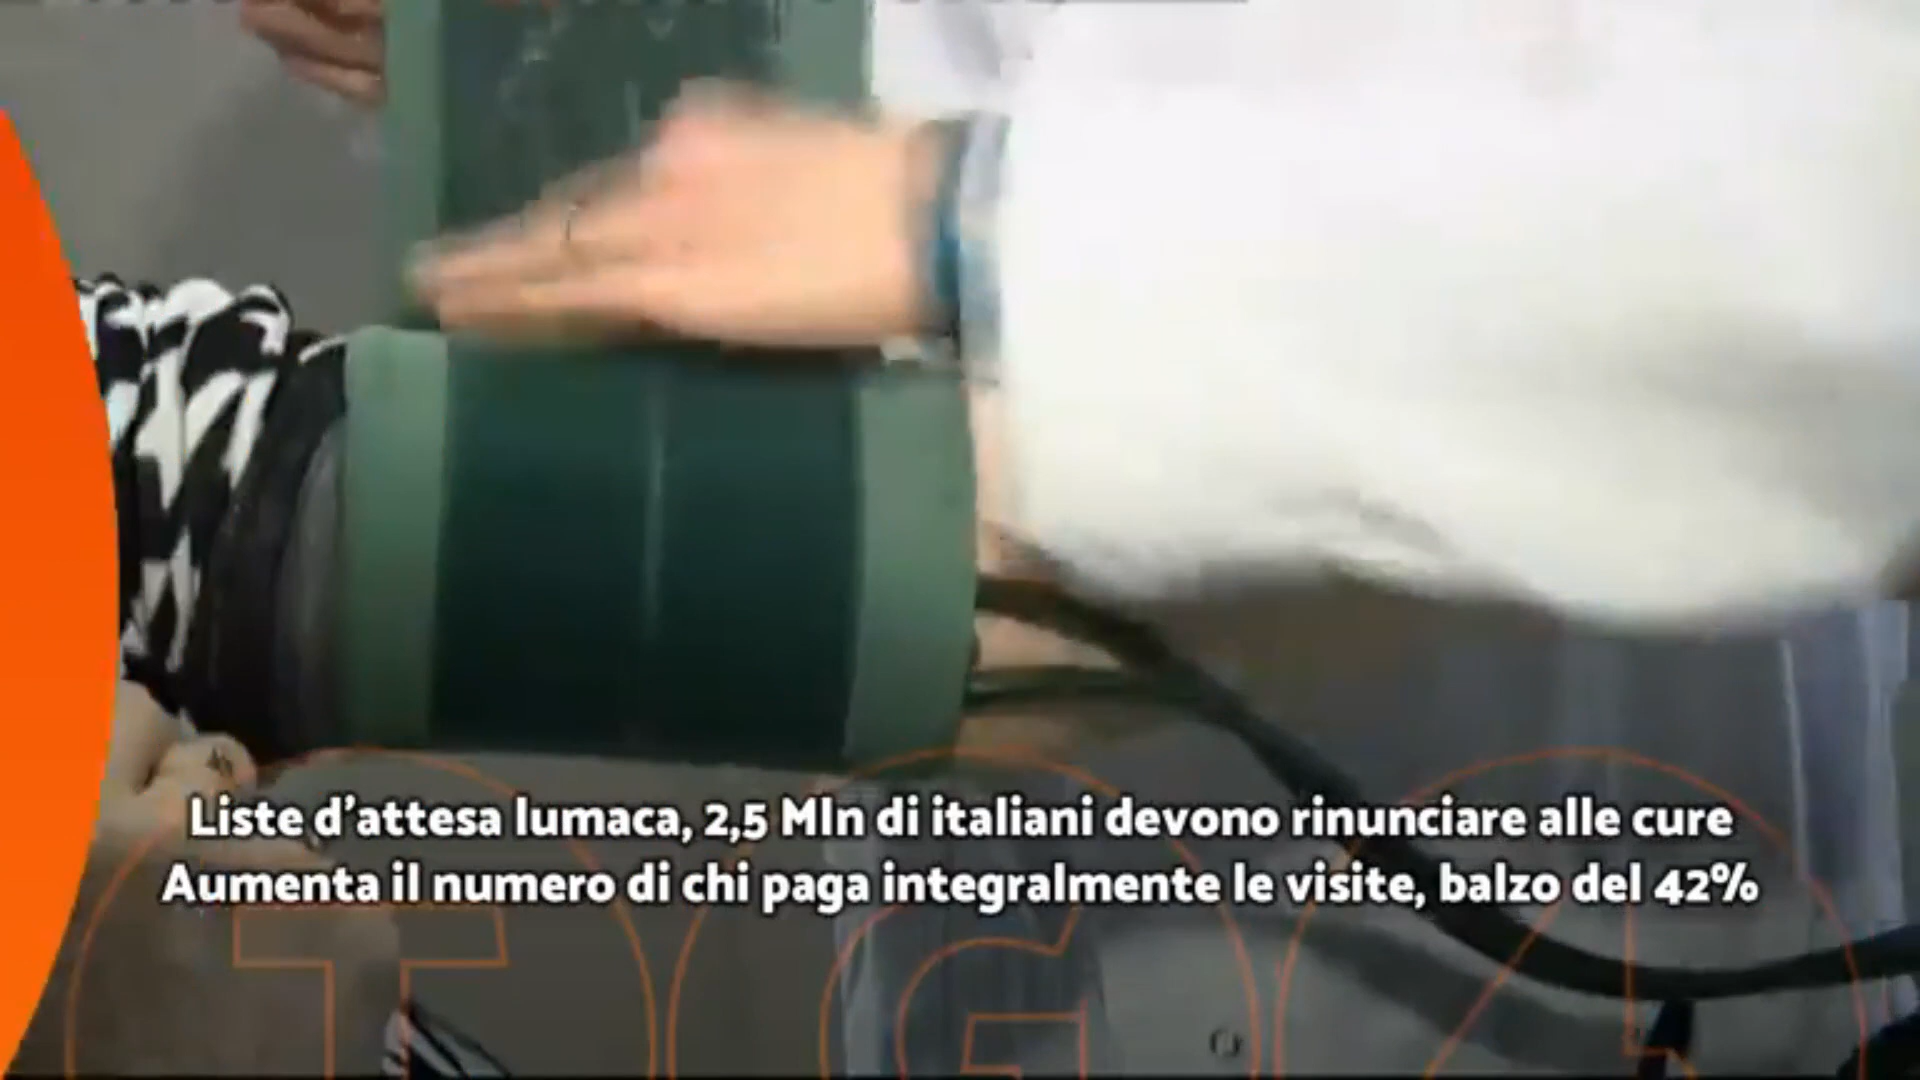 Liste d'attesa lumaca, 2,5 Mln di italiani devono rinunciare alle cure
Aumenta il numero di chi paga integralmente le visite, balzo del 42%
TG4